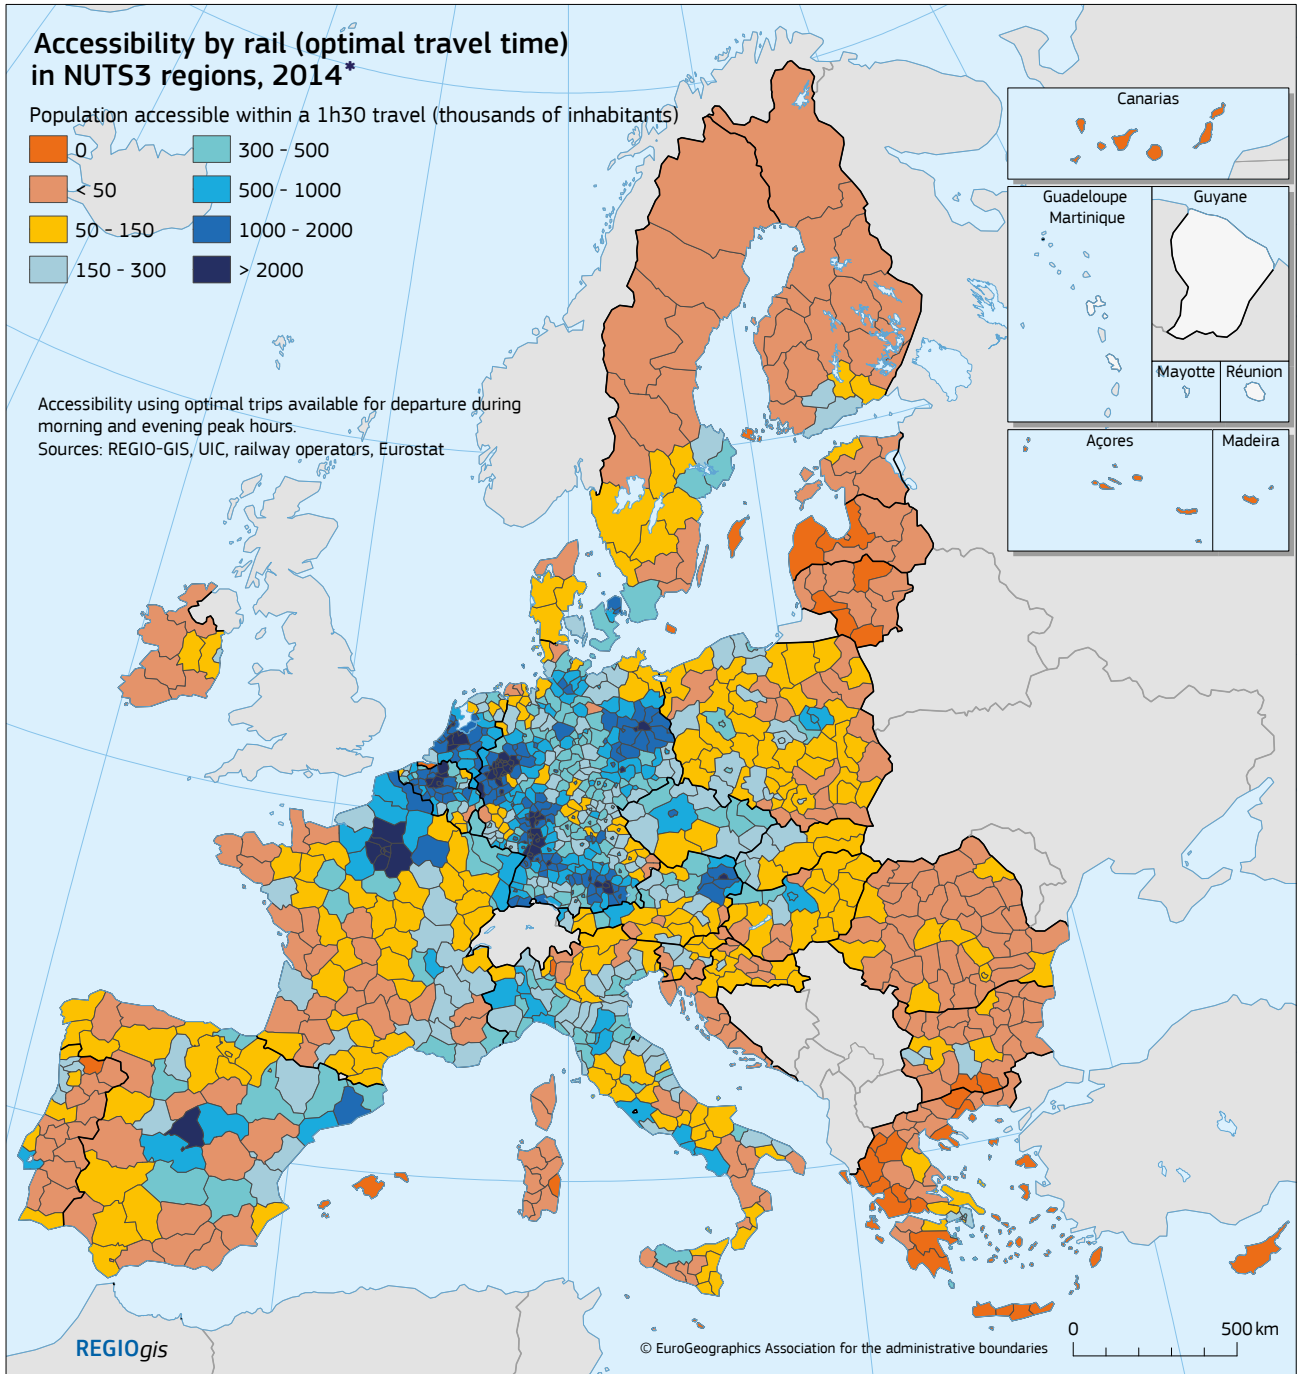 Accessibility by rail (optimal travel time)
in NUTS3 regions, 2014*
Population accessible within a 1h30 travel (thousands of inhabitants)
0
300 - 500
< 50
500 - 1000
50 - 150
1000 - 2000
150 - 300
> 2000
Accessibility using optimal trips available for departure during
morning and evening peak hours.
Sources: REGIO-GIS, UIC, railway operators, Eurostat
Canarias
Guadeloupe
Martinique
Guyane
Mayotte
Réunion
Açores
Madeira
0
500 km
REGIOgis
© EuroGeographics Association for the administrative boundaries